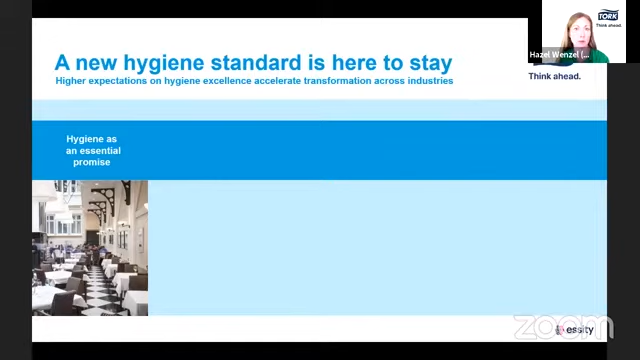 TORK
Think ahead.
Hazel Wenzel (...
A new hygiene standard is here to stay
Think ahead.
Higher expectations on hygiene excellence accelerate transformation across industries
Hygiene as
an essential
promise
essity
zoom